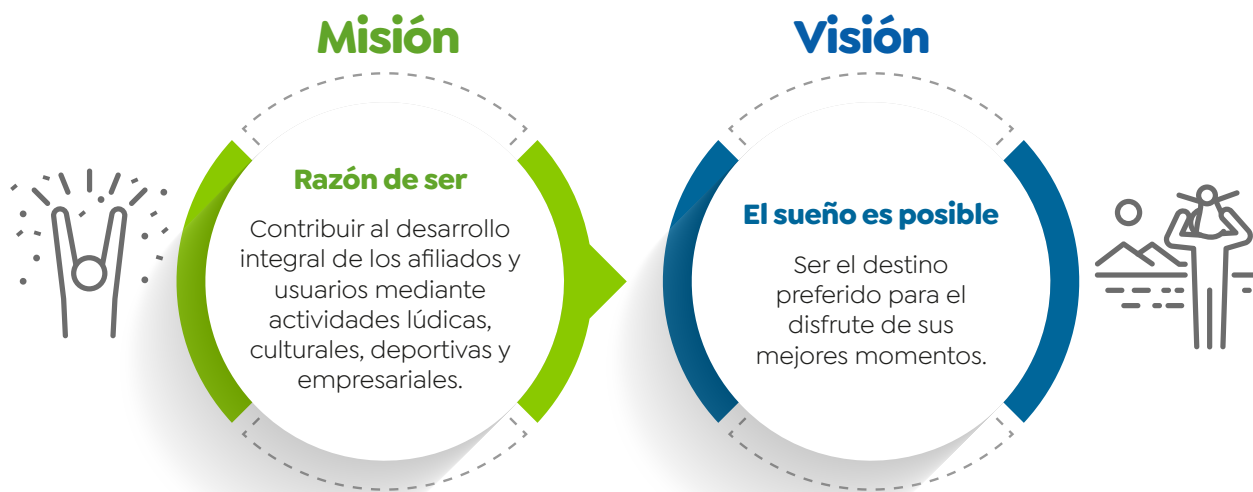 Misión
Razón de ser
Contribuir al desarrollo
integral de los afiliados y
usuarios mediante
actividades lúdicas,
culturales, deportivas y
empresariales.
Visión
El sueño es posible
Ser el destino
preferido para el
disfrute de sus
mejores momentos.